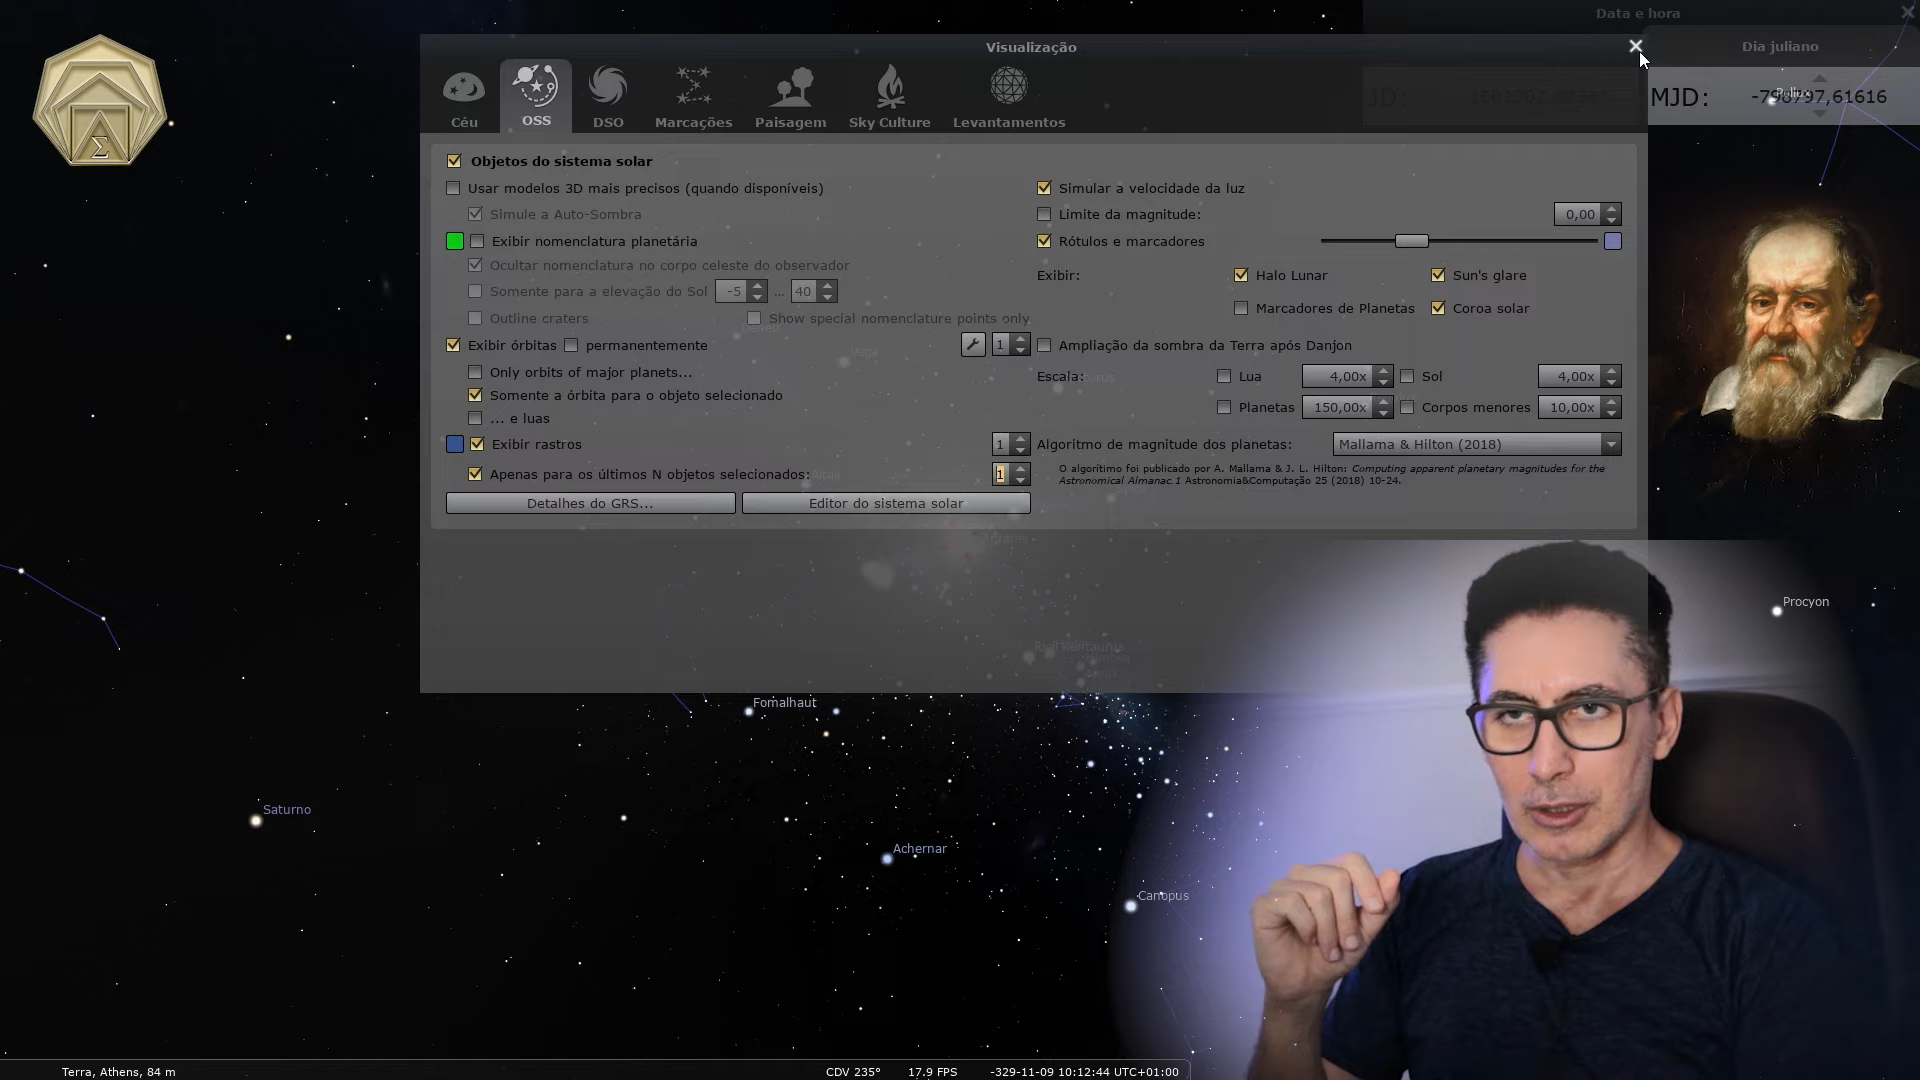 Data e hora
Visualização
Dia juliano
MJD:
Pollux
Céu
OSS
DSO
Marcações
Paisagem
Sky Culture
Levantamentos
JD:
Objetos do sistema solar
Usar modelos 3D mais precisos (quando disponíveis)
Simule a Auto-Sombra
Exibir nomenclatura planetária
Ocultar nomenclatura no corpo celeste do observador
Somente para a elevação do Sol -5 ... 40
Outline craters
Show special nomenclature points only
Exibir órbitas
permanentemente
1
Only orbits of major planets...
Somente a órbita para o objeto selecionado
... e luas
Exibir rastros
1
Apenas para os últimos N objetos selecionados:
1
Detalhes do GRS...
Editor do sistema solar
Simular a velocidade da luz
Limite da magnitude:
0,00
Rótulos e marcadores
Exibir:
Halo Lunar
Sun's glare
Marcadores de Planetas
Coroa solar
Ampliação da sombra da Terra após Danjon
Escala:
Lua
4,00x
Sol
4,00x
Planetas
150,00x
Corpos menores
10,00x
Algoritmo de magnitude dos planetas:
Mallama & Hilton (2018)
O algorítimo foi publicado por A. Mallama & J. L. Hilton: Computing apparent planetary magnitudes for the
Astronomical Almanac.1 Astronomia&Computação 25 (2018) 10-24.
Vega
Altair
Antares
Procyon
Fomalhaut
Saturno
Achernar
Canopus
Σ
Terra, Athens, 84 m
CDV 235°
17.9 FPS
-329-11-09 10:12:44 UTC+01:00